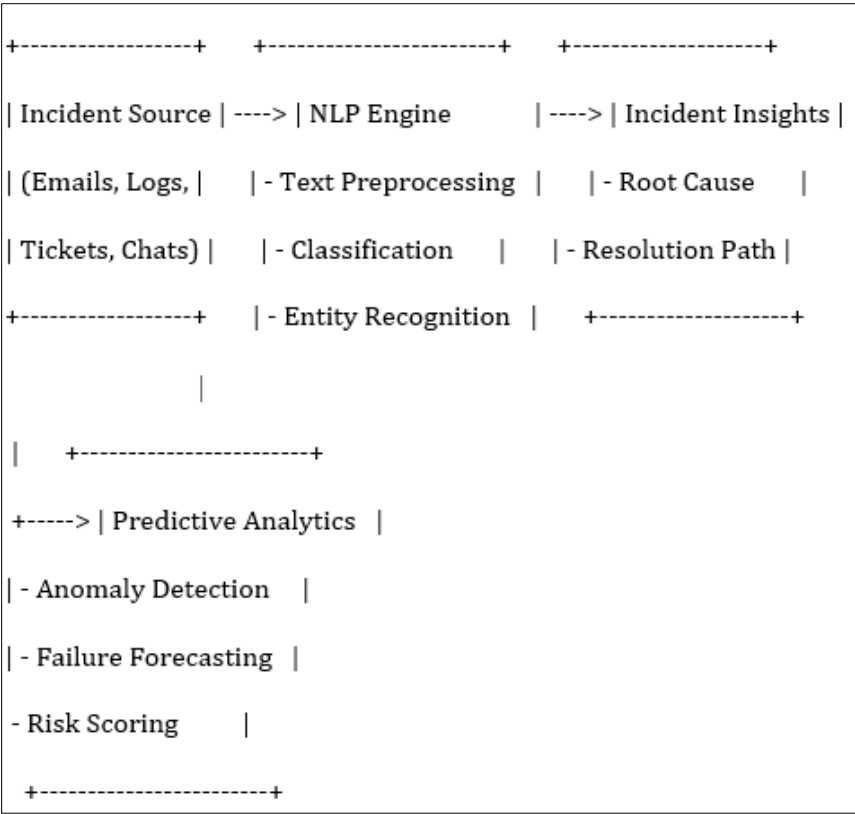 +------------------+ +------------------------+ +--------------------+
| Incident Source | ----> | NLP Engine | ----> | Incident Insights |
| (Emails, Logs, | | - Text Preprocessing | | - Root Cause |
| Tickets, Chats) | | - Classification | | - Resolution Path |
+------------------+ | - Entity Recognition | +--------------------+
|
| +------------------------+
+-----> | Predictive Analytics |
| - Anomaly Detection |
| - Failure Forecasting |
- Risk Scoring |
+------------------------+